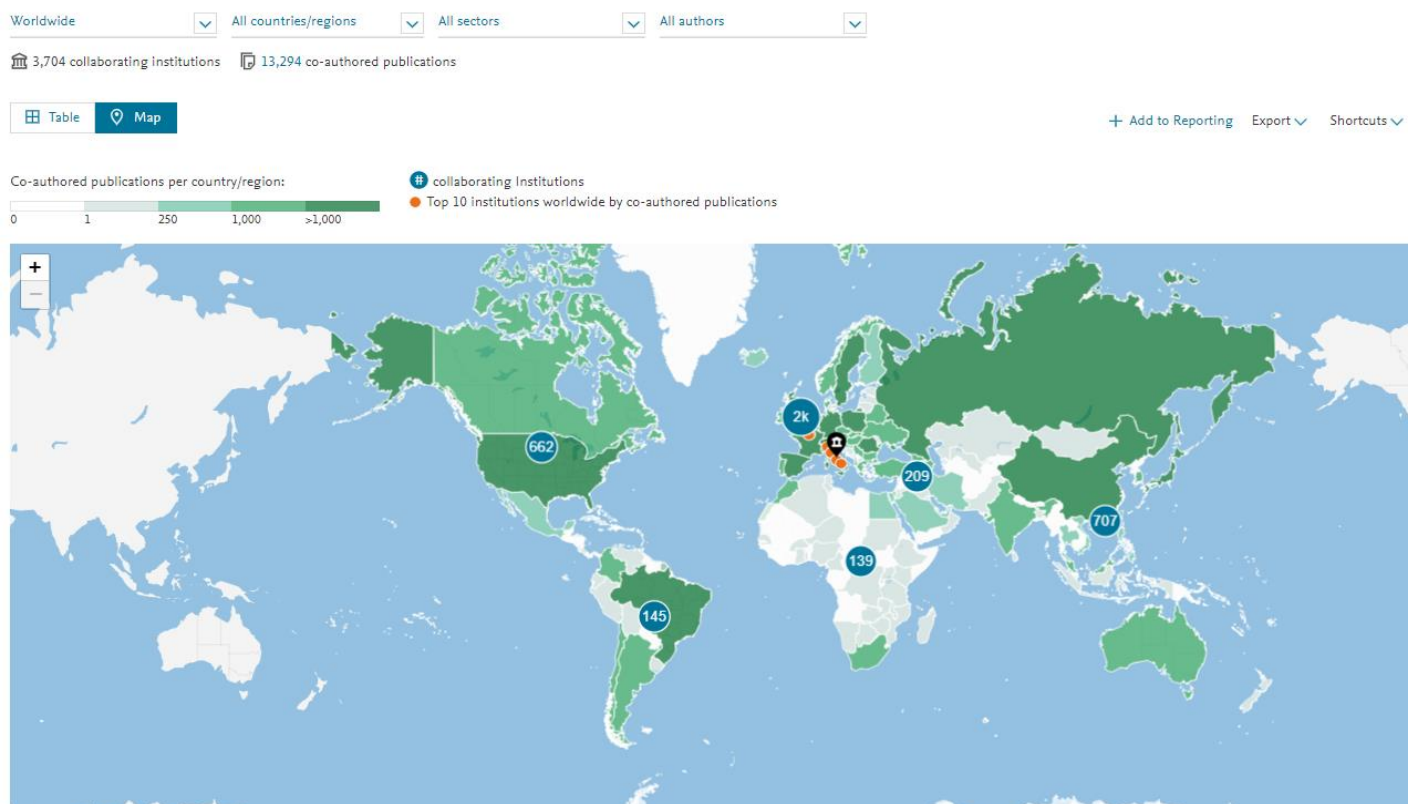 Worldwide All countries/regions All sectors All authors
3,704 collaborating institutions 13,294 co-authored publications
Table Map + Add to Reporting Export Shortcuts
Co-authored publications per country/region: # collaborating Institutions
Top 10 institutions worldwide by co-authored publications
0 1 250 1,000 >1,000
+
−
2k
662
209
707
139
145